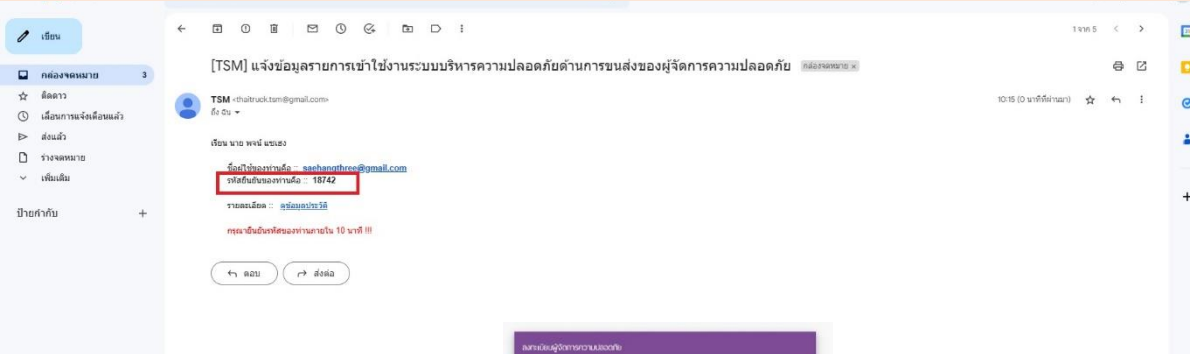 เขียน
1 จาก 5
[TSM] แจ้งข้อมูลรายการเข้าใช้งานระบบบริหารความปลอดภัยด้านการขนส่งของผู้จัดการความปลอดภัย กล่องจดหมาย x
กล่องจดหมาย 3
ติดดาว
เลื่อนการแจ้งเตือนแล้ว
ส่งแล้ว
ร่างจดหมาย
เพิ่มเติม
ป้ายกำกับ +
TSM <thaitruck.tsm@gmail.com>
10:15 (0 นาทีที่ผ่านมา)
ถึง ฉัน
เรียน นาย พจน์ แซ่เฮง
ชื่อผู้ใช้ของท่านคือ :: saehangthree@gmail.com
รหัสยืนยันของท่านคือ :: 18742
รายละเอียด :: ดูข้อมูลประวัติ
กรุณายืนยันรหัสของท่านภายใน 10 นาที !!!
ตอบ
ส่งต่อ
ลงทะเบียนผู้จัดการความปลอดภัย